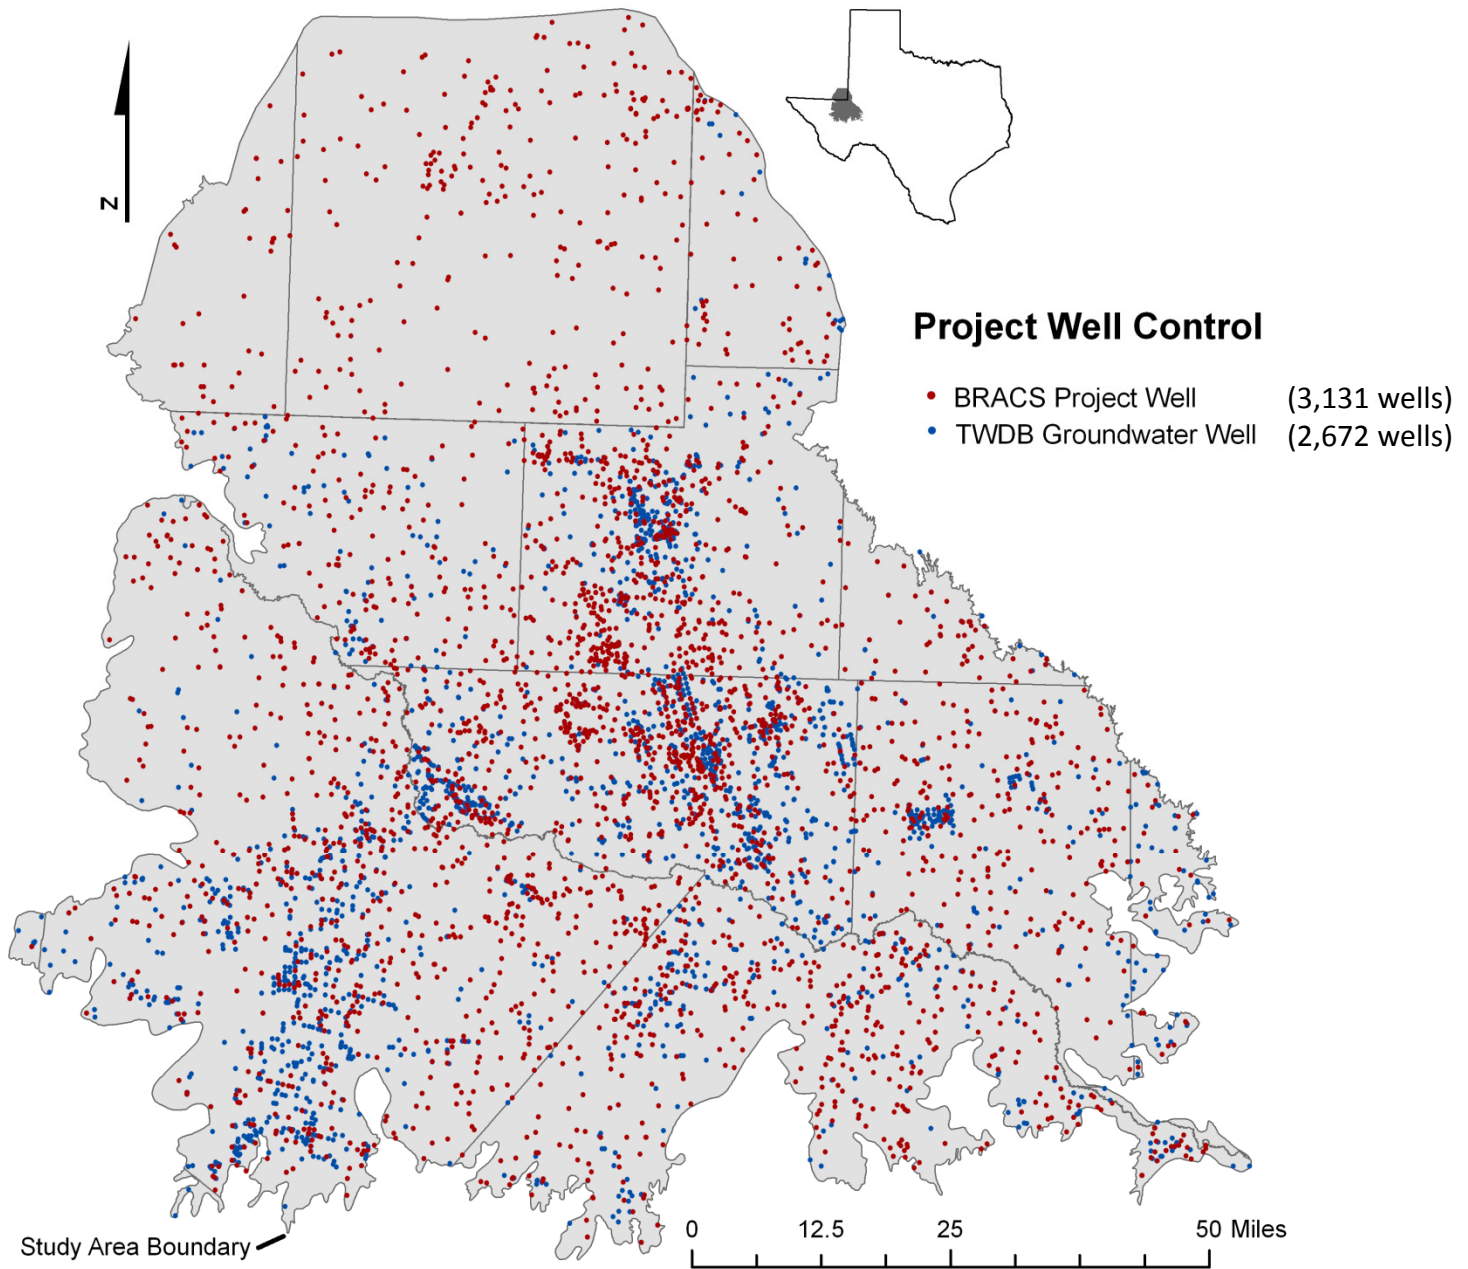 N
Project Well Control
BRACS Project Well (3,131 wells)
TWDB Groundwater Well (2,672 wells)
Study Area Boundary
0 12.5 25 50 Miles